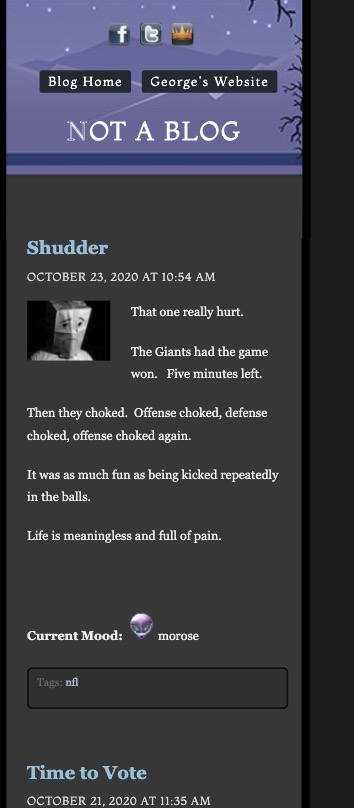 Blog Home George's Website
NOT A BLOG
Shudder
OCTOBER 23, 2020 AT 10:54 AM
That one really hurt.
The Giants had the game
won. Five minutes left.
Then they choked. Offense choked, defense
choked, offense choked again.
It was as much fun as being kicked repeatedly
in the balls.
Life is meaningless and full of pain.
Current Mood: morose
Tags: nfl
Time to Vote
OCTOBER 21, 2020 AT 11:35 AM